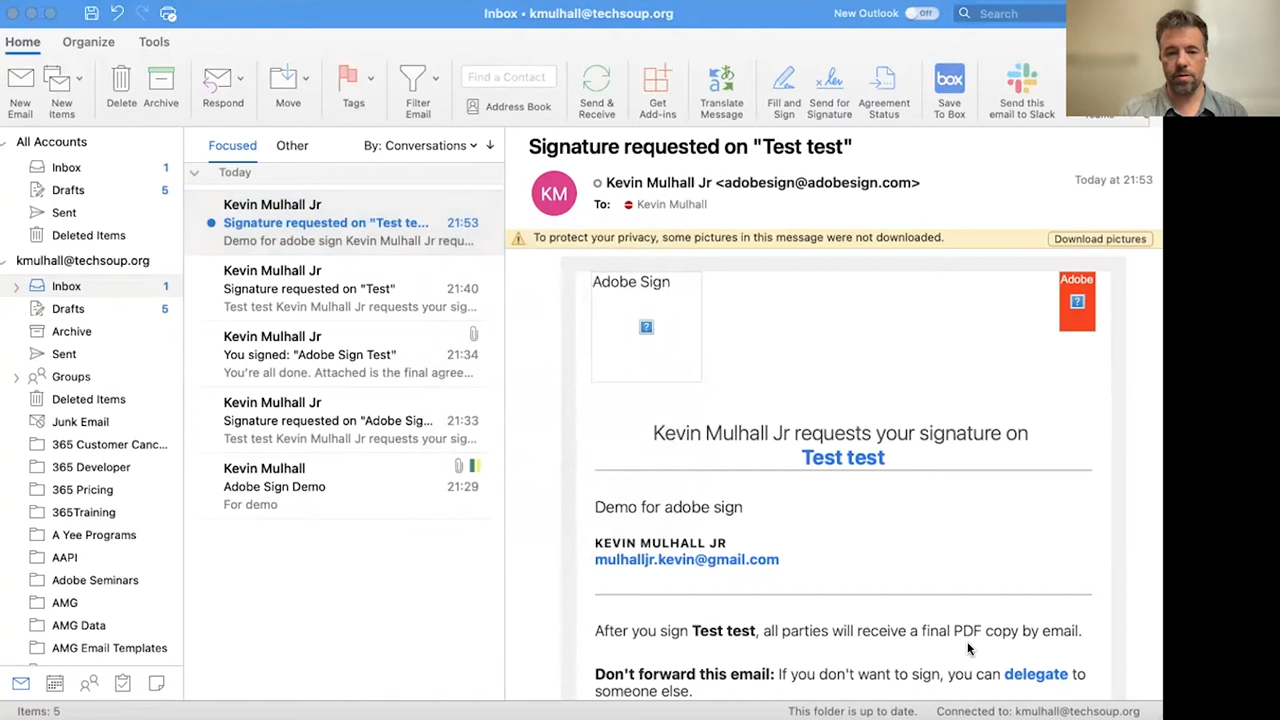 Inbox • kmulhall@techsoup.org
New Outlook Off
Search
Home Organize Tools
New Email
New Items
Delete
Archive
Respond
Move
Tags
Filter Email
Find a Contact
Address Book
Send & Receive
Get Add-ins
Translate Message
Fill and Sign
Send for Signature
Agreement Status
box
Save To Box
Send this email to Slack
All Accounts
Inbox 1
Drafts 5
Sent
Deleted Items
kmulhall@techsoup.org
Inbox 1
Drafts 5
Archive
Sent
Groups
Deleted Items
Junk Email
365 Customer Canc...
365 Developer
365 Pricing
365Training
A Yee Programs
AAPI
Adobe Seminars
AMG
AMG Data
AMG Email Templates
Items: 5
Focused Other By: Conversations
Today
Kevin Mulhall Jr
Signature requested on "Test te... 21:53
Demo for adobe sign Kevin Mulhall Jr requ...
Kevin Mulhall Jr
Signature requested on "Test" 21:40
Test test Kevin Mulhall Jr requests your sig...
Kevin Mulhall Jr
You signed: "Adobe Sign Test" 21:34
You're all done. Attached is the final agree...
Kevin Mulhall Jr
Signature requested on "Adobe Sig... 21:33
Test test Kevin Mulhall Jr requests your sig...
Kevin Mulhall
Adobe Sign Demo 21:29
For demo
Signature requested on "Test test"
KM
Kevin Mulhall Jr <adobesign@adobesign.com>
Today at 21:53
To: Kevin Mulhall
To protect your privacy, some pictures in this message were not downloaded.
Download pictures
Adobe Sign
Adobe
Kevin Mulhall Jr requests your signature on
Test test
Demo for adobe sign
KEVIN MULHALL JR
mulhalljr.kevin@gmail.com
After you sign Test test, all parties will receive a final PDF copy by email.
Don't forward this email: If you don't want to sign, you can delegate to
someone else.
This folder is up to date. Connected to: kmulhall@techsoup.org